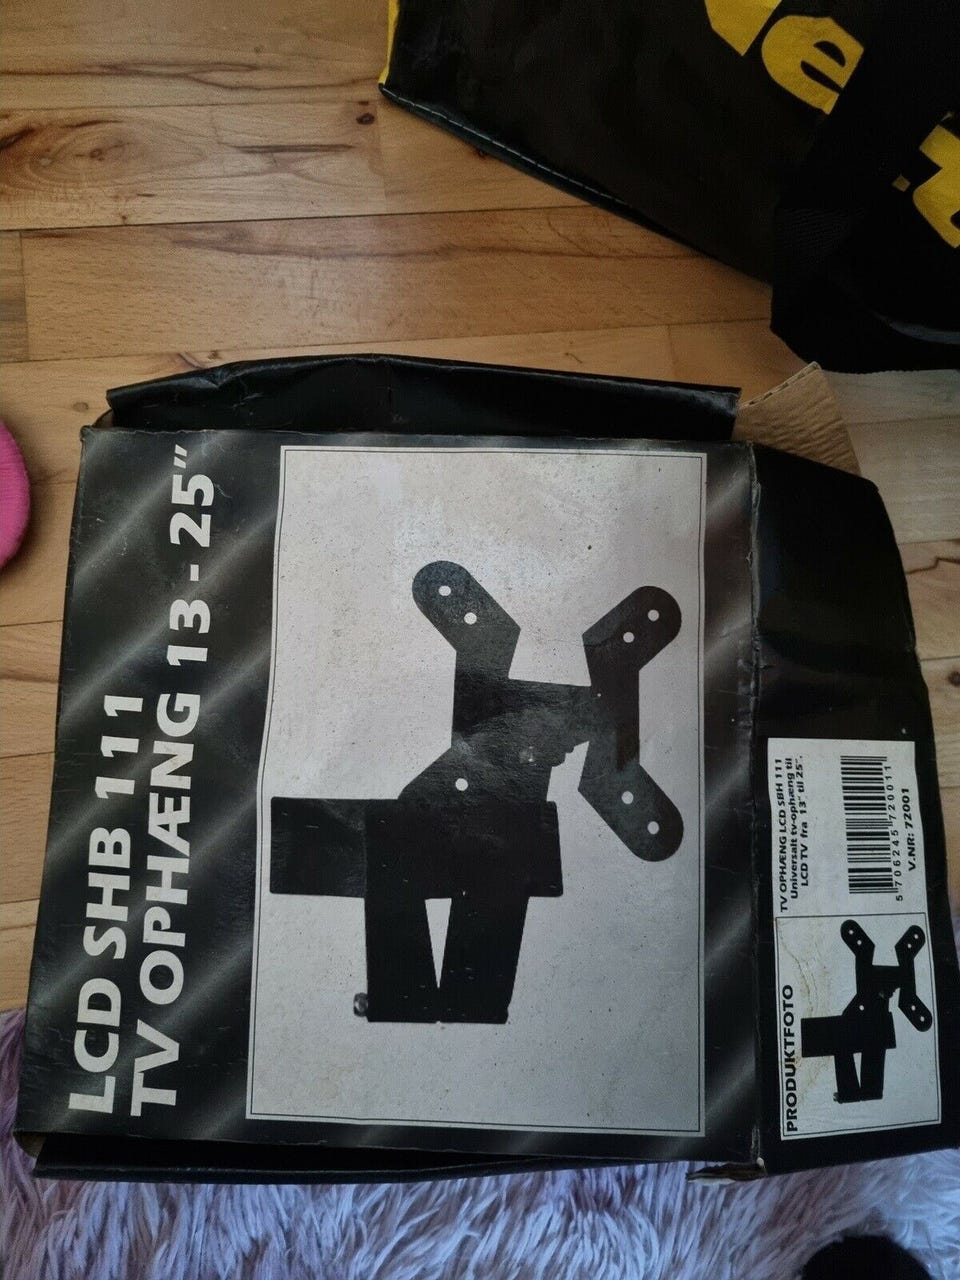 LCD SHB 111
TV OPHÆNG 13 - 25"
TV OPHÆNG LCD SBH 111
Universalt tv-ophæng til
LCD TV fra 13" til 25".
5 706245 720011
V.NR: 72001
PRODUKTFOTO